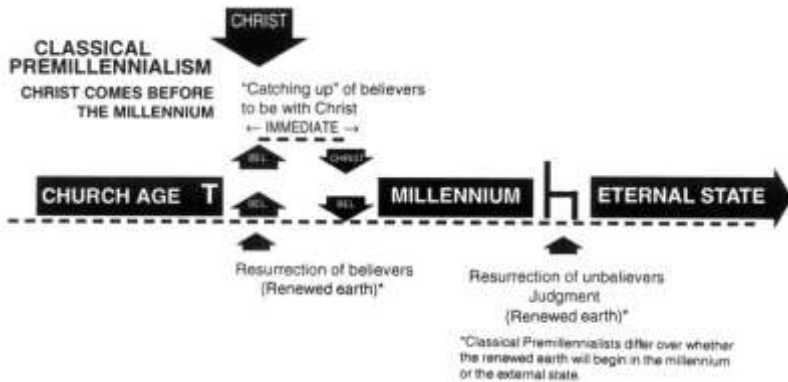 CHRIST
CLASSICAL
PREMILLENNIALISM
CHRIST COMES BEFORE
THE MILLENNIUM
"Catching up" of believers
to be with Christ
← IMMEDIATE →
BEL
CHRIST
CHURCH AGE T
BEL
BEL
MILLENNIUM
ETERNAL STATE
Resurrection of believers
(Renewed earth)*
Resurrection of unbelievers
Judgment
(Renewed earth)*
*Classical Premillennialists differ over whether
the renewed earth will begin in the millennium
or the external state.